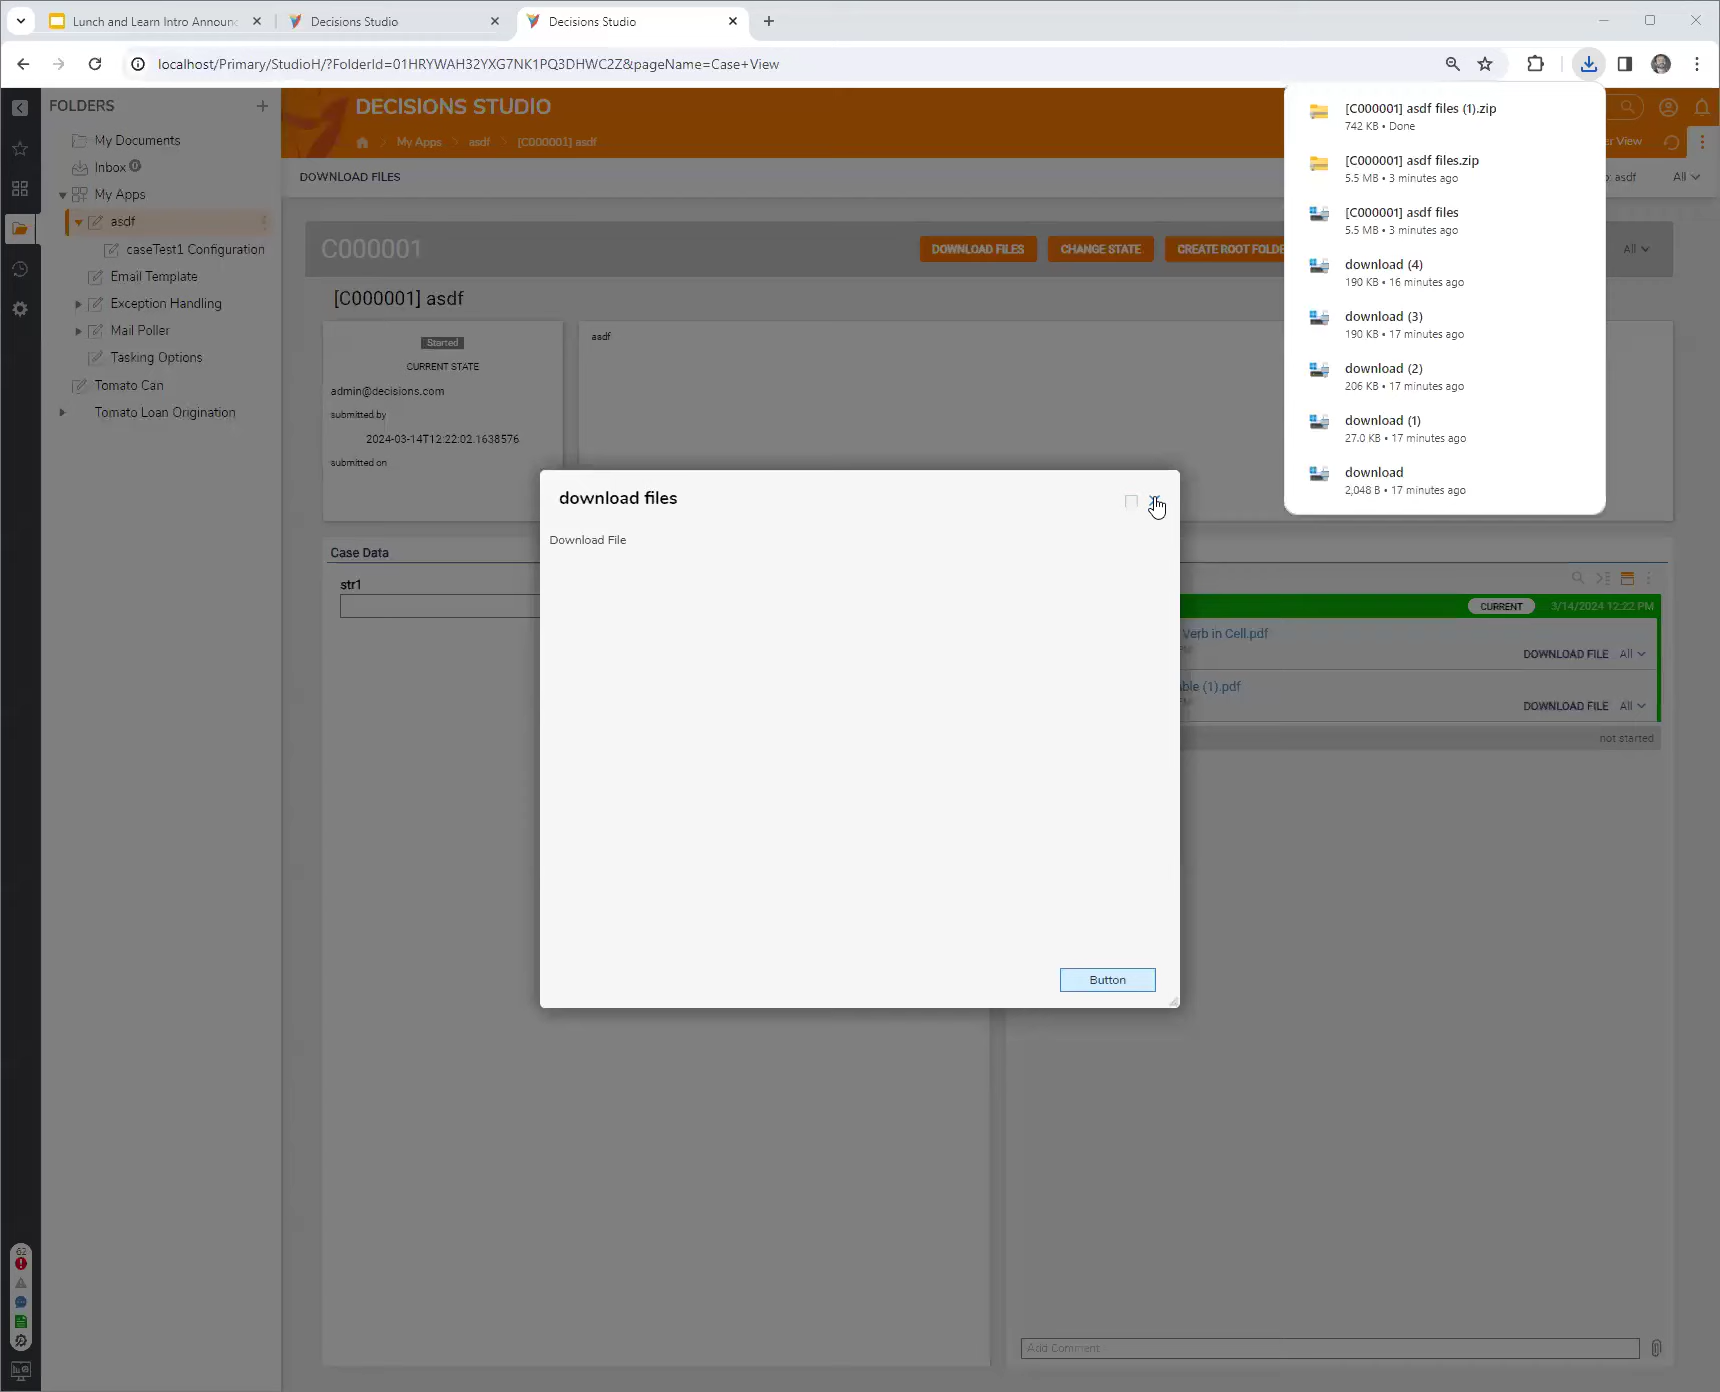 Lunch and Learn Intro Announ
Decisions Studio
Decisions Studio
localhost/Primary/StudioH/?FolderId=01HRYWAH32YXG7NK1PQ3DHWC2Z&pageName=Case+View
FOLDERS
My Documents
Inbox 0
My Apps
asdf
caseTest1 Configuration
Email Template
Exception Handling
Mail Poller
Tasking Options
Tomato Can
Tomato Loan Origination
62
DECISIONS STUDIO
My Apps
asdf
[C000001] asdf
er View
DOWNLOAD FILES
: asdf
All
C000001
DOWNLOAD FILES
CHANGE STATE
CREATE ROOT FOLDE
All
[C000001] asdf
Started
CURRENT STATE
admin@decisions.com
submitted by
2024-03-14T12:22:02.1638576
submitted on
asdf
Case Data
str1
[C000001] asdf files (1).zip
742 KB • Done
[C000001] asdf files.zip
5.5 MB • 3 minutes ago
[C000001] asdf files
5.5 MB • 3 minutes ago
download (4)
190 KB • 16 minutes ago
download (3)
190 KB • 17 minutes ago
download (2)
206 KB • 17 minutes ago
download (1)
27.0 KB • 17 minutes ago
download
2,048 B • 17 minutes ago
download files
Download File
Button
CURRENT
3/14/2024 12:22 PM
Verb in Cell.pdf
DOWNLOAD FILE
All
ble (1).pdf
DOWNLOAD FILE
All
not started
Add Comment